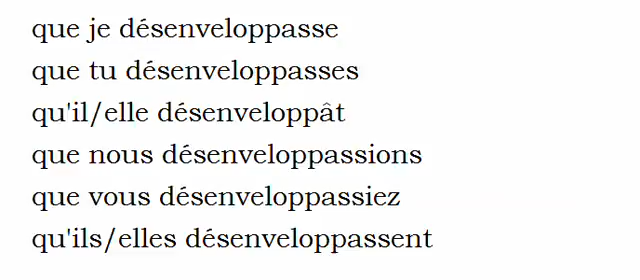 que je désenveloppasse
que tu désenveloppasses
qu'il/elle désenveloppât
que nous désenveloppassions
que vous désenveloppassiez
qu'ils/elles désenveloppassent